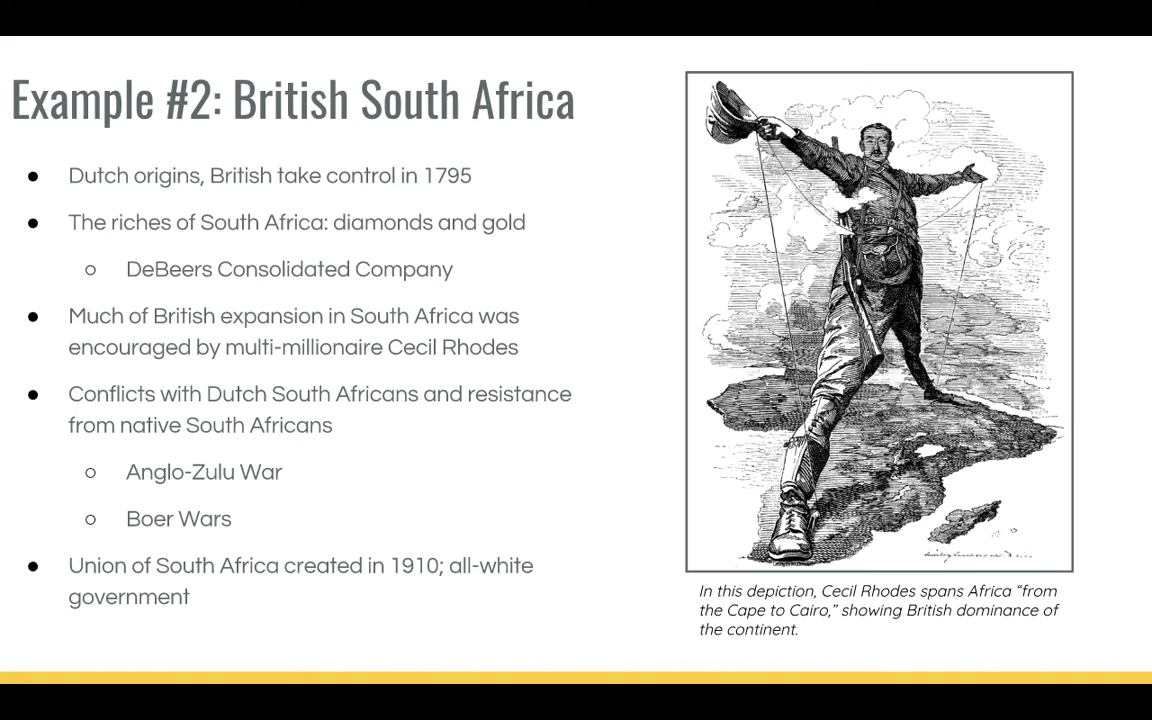 Example #2: British South Africa
● Dutch origins, British take control in 1795
● The riches of South Africa: diamonds and gold
○ DeBeers Consolidated Company
● Much of British expansion in South Africa was
encouraged by multi-millionaire Cecil Rhodes
● Conflicts with Dutch South Africans and resistance
from native South Africans
○ Anglo-Zulu War
○ Boer Wars
● Union of South Africa created in 1910; all-white
government
In this depiction, Cecil Rhodes spans Africa “from
the Cape to Cairo,” showing British dominance of
the continent.